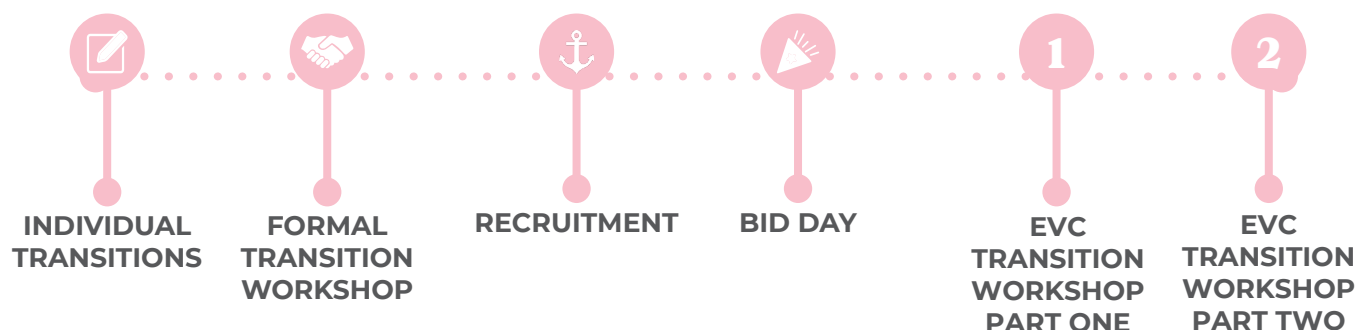 1
2
INDIVIDUAL
TRANSITIONS
FORMAL
TRANSITION
WORKSHOP
RECRUITMENT
BID DAY
EVC
TRANSITION
WORKSHOP
PART ONE
EVC
TRANSITION
WORKSHOP
PART TWO